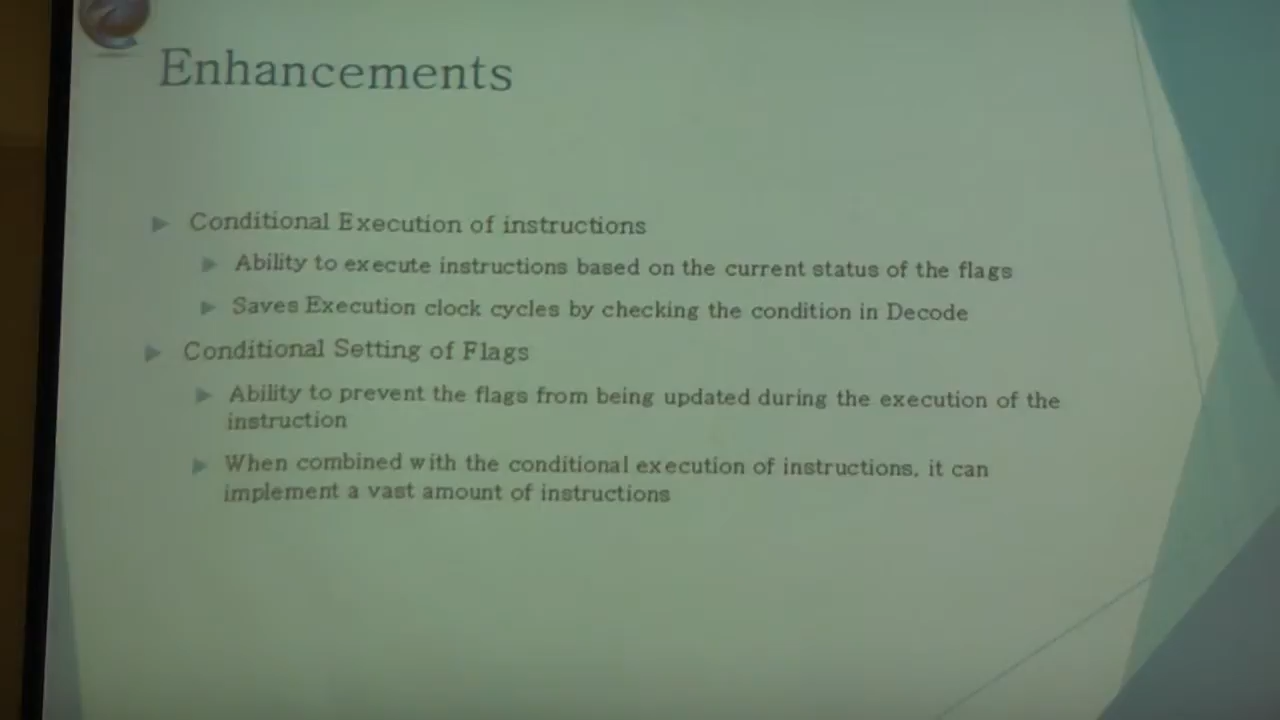 Enhancements
Conditional Execution of instructions
Ability to execute instructions based on the current status of the flags
Saves Execution clock cycles by checking the condition in Decode
Conditional Setting of Flags
Ability to prevent the flags from being updated during the execution of the
instruction
When combined with the conditional execution of instructions, it can
implement a vast amount of instructions